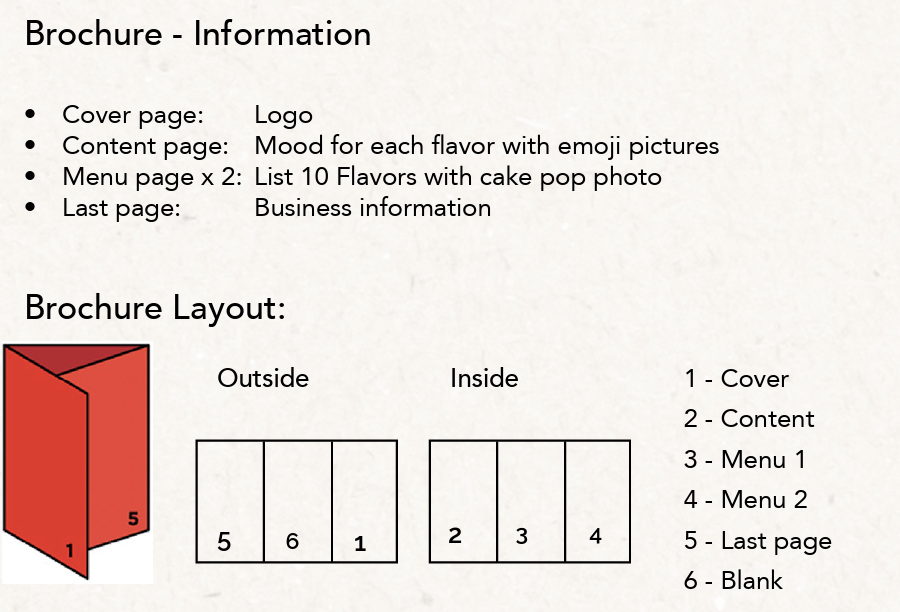 Brochure - Information
• Cover page: Logo
• Content page: Mood for each flavor with emoji pictures
• Menu page x 2: List 10 Flavors with cake pop photo
• Last page: Business information
Brochure Layout:
1 5
Outside
5 6 1
Inside
2 3 4
1 - Cover
2 - Content
3 - Menu 1
4 - Menu 2
5 - Last page
6 - Blank